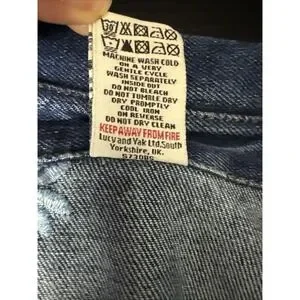 MACHINE WASH COLD
ON A VERY
GENTLE CYCLE
WASH SEPARATELY
INSIDE OUT
DO NOT BLEACH
DO NOT TUMBLE DRY
DRY PROMPTLY
COOL IRON
ON REVERSE
DO NOT DRY CLEAN
KEEP AWAY FROM FIRE
Lucy and Yak Ltd.South
Yorkshire, UK.